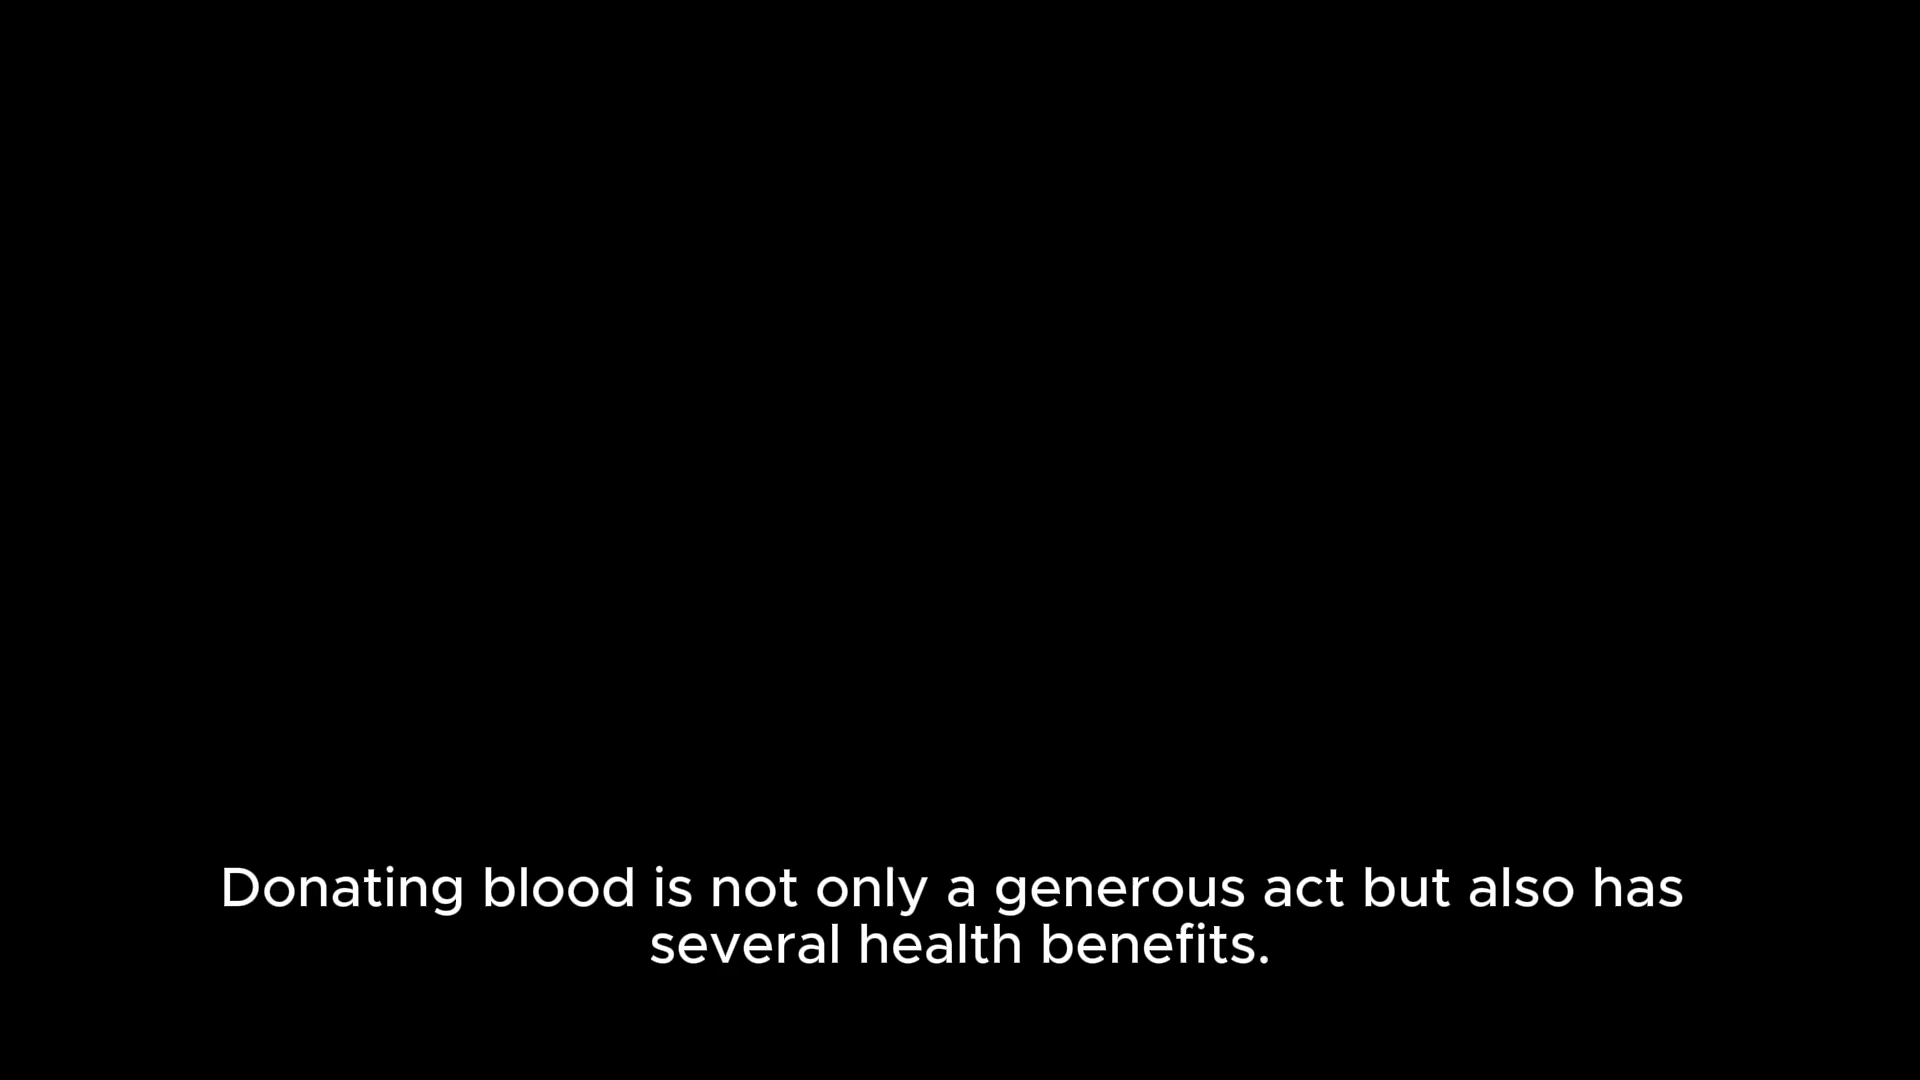 Donating blood is not only a generous act but also has
several health benefits.